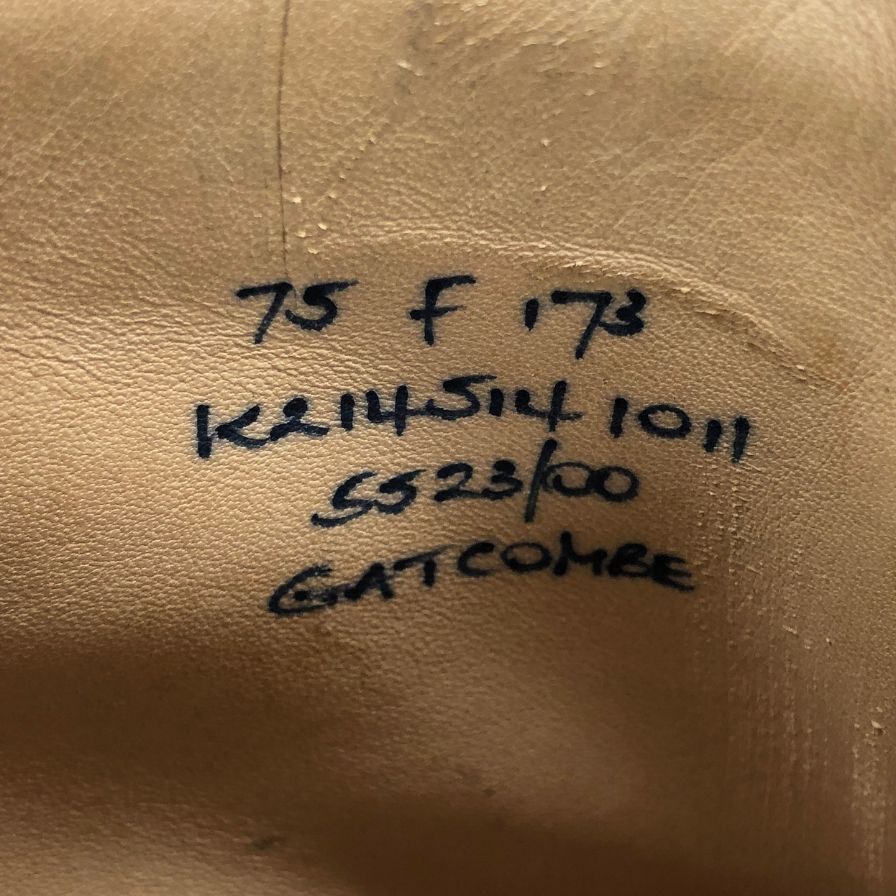 75 F 173
K214514 1011
5523/00
GATCOMBE